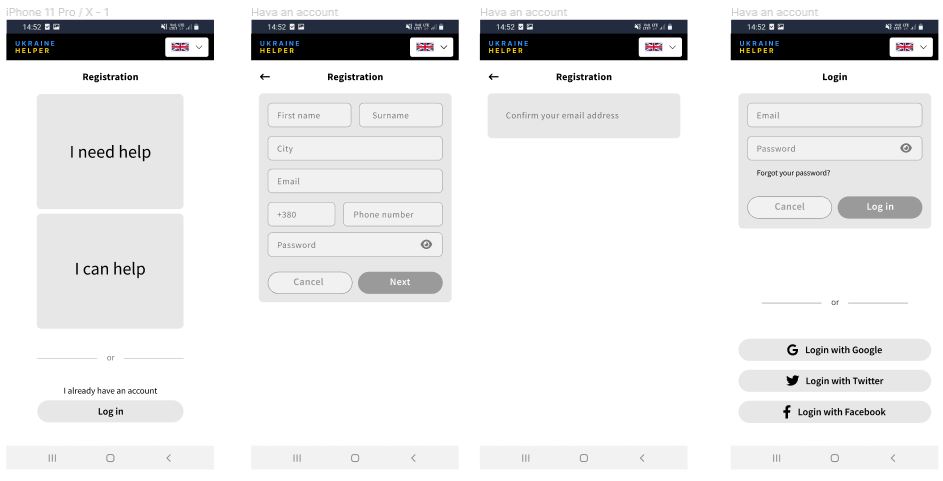 iPhone 11 Pro / X - 1
14:52
UKRAINE
HELPER
Registration
I need help
I can help
or
I already have an account
Log in
Hava an account
14:52
UKRAINE
HELPER
Registration
First name
Surname
City
Email
+380
Phone number
Password
Cancel
Next
Hava an account
14:52
UKRAINE
HELPER
Registration
Confirm your email address
Hava an account
14:52
UKRAINE
HELPER
Login
Email
Password
Forgot your password?
Cancel
Log in
or
Login with Google
Login with Twitter
Login with Facebook